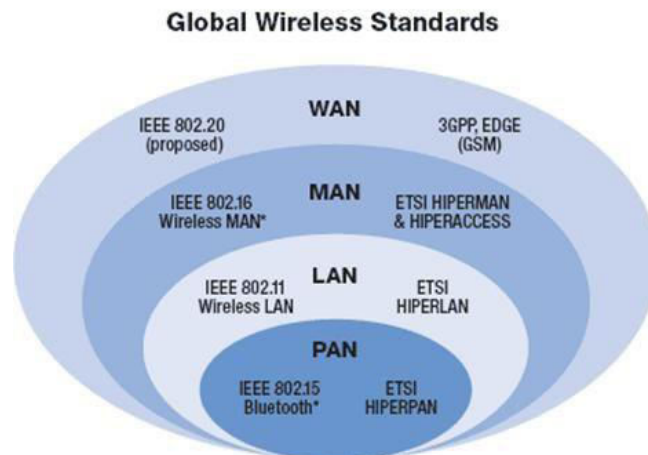 Global Wireless Standards
WAN
IEEE 802.20
(proposed)
3GPP, EDGE
(GSM)
MAN
IEEE 802.16
Wireless MAN*
ETSI HIPERMAN
& HIPERACCESS
LAN
IEEE 802.11
Wireless LAN
ETSI
HIPERLAN
PAN
IEEE 802.15
Bluetooth*
ETSI
HIPERPAN